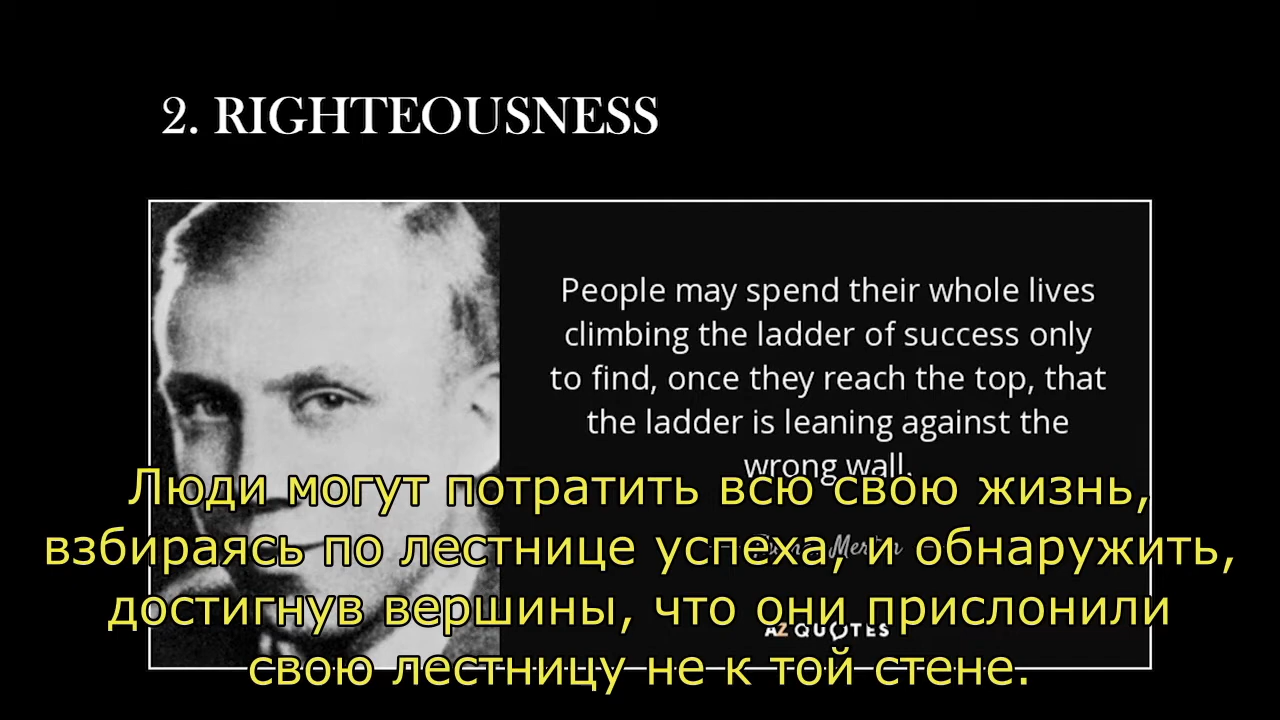 2. RIGHTEOUSNESS
People may spend their whole lives
climbing the ladder of success only
to find, once they reach the top, that
the ladder is leaning against the
wrong wall.
Люди могут потратить всю свою жизнь,
взбираясь по лестнице успеха, и обнаружить,
достигнув вершины, что они прислонили
AZ QUOTES
свою лестницу не к той стене.